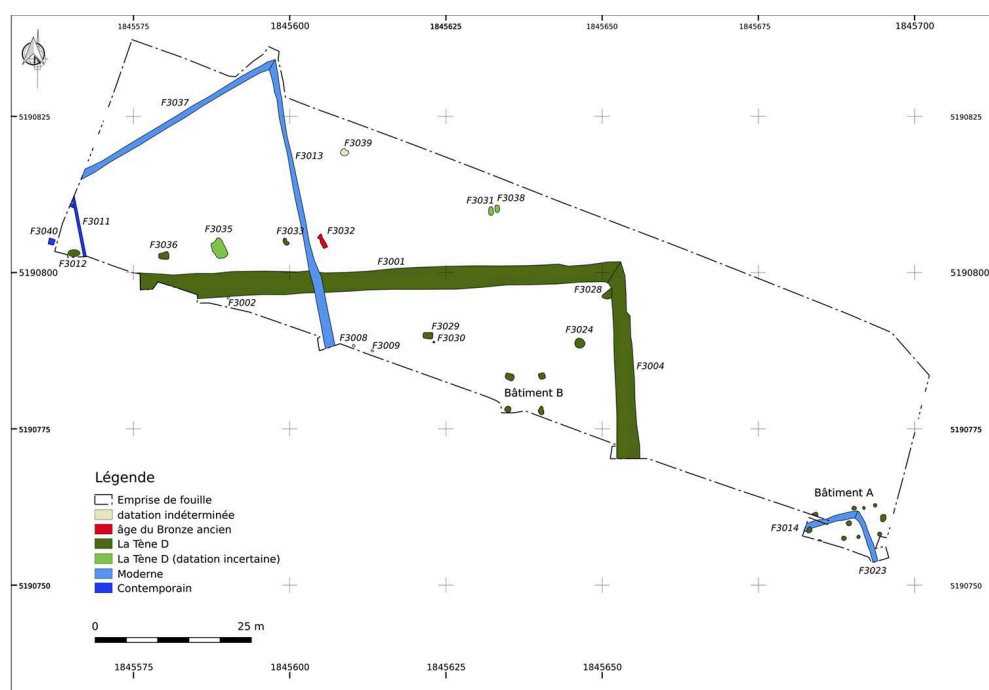 1845575 1845600 1845625 1845650 1845675 1845700
5190825 5190825
F3037
F3013
F3039
F3031 F3038
F3011
F3040
F3012
F3036
F3035
F3033
F3032
5190800 5190800
F3001
F3002
F3028
F3008
F3009
F3029
F3030
F3024
F3004
Bâtiment B
5190775 5190775
Bâtiment A
F3014
F3023
5190750 5190750
Légende
Emprise de fouille
datation indéterminée
âge du Bronze ancien
La Tène D
La Tène D (datation incertaine)
Moderne
Contemporain
0 25 m
1845575 1845600 1845625 1845650